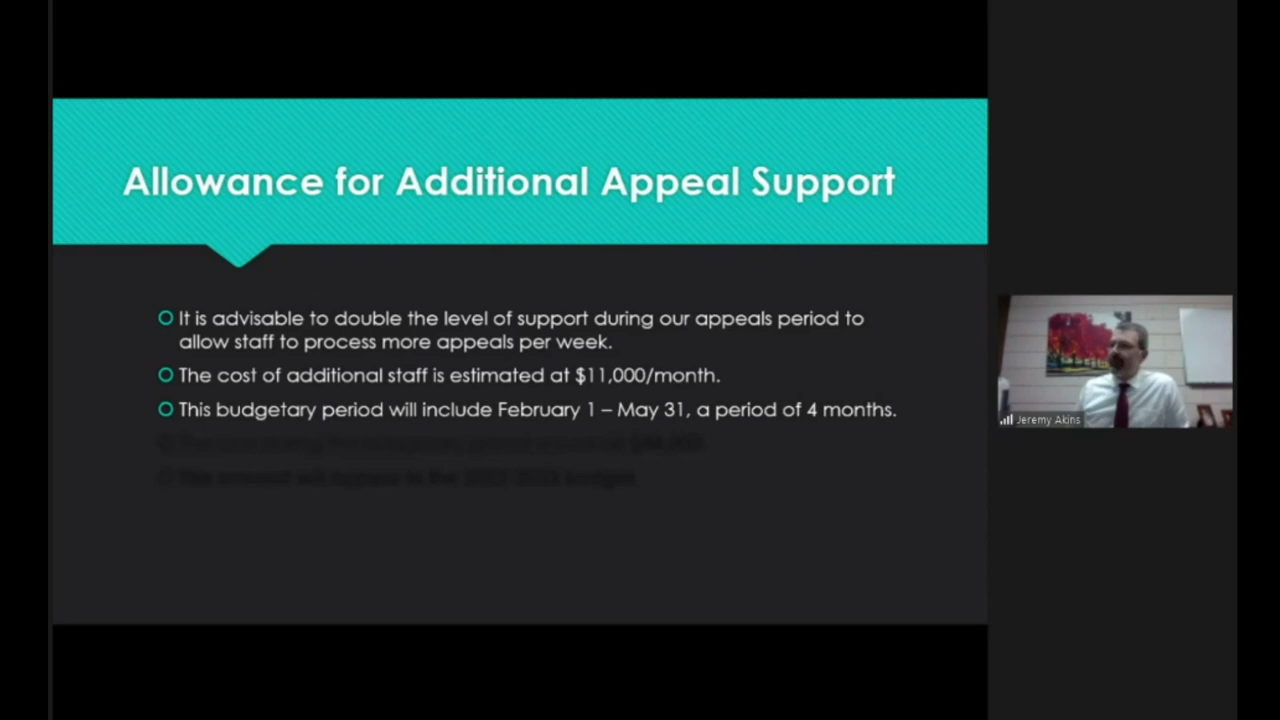 Allowance for Additional Appeal Support
It is advisable to double the level of support during our appeals period to
allow staff to process more appeals per week.
The cost of additional staff is estimated at $11,000/month.
This budgetary period will include February 1 – May 31, a period of 4 months.
Jeremy Akins